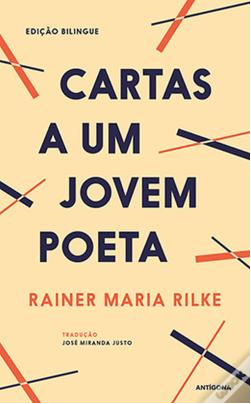 EDIÇÃO BILINGUE
CARTAS
A UM
JOVEM
POETA
RAINER MARIA RILKE
TRADUÇÃO
JOSÉ MIRANDA JUSTO
ANTÍGONA